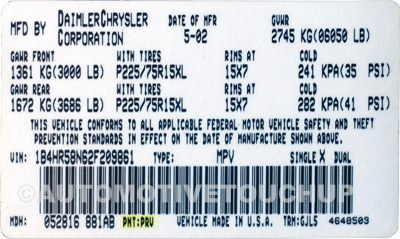 MFD BY DAIMLERCHRYSLER CORPORATION DATE OF MFR 5-02 GVWR 2745 KG(06050 LB)
GAWR FRONT WITH TIRES RIMS AT COLD
1361 KG(3000 LB) P225/75R15XL 15X7 241 KPA(35 PSI)
GAWR REAR WITH TIRES RIMS AT COLD
1672 KG(3686 LB) P225/75R15XL 15X7 282 KPA(41 PSI)
THIS VEHICLE CONFORMS TO ALL APPLICABLE FEDERAL MOTOR VEHICLE SAFETY AND THEFT
PREVENTION STANDARDS IN EFFECT ON THE DATE OF MANUFACTURE SHOWN ABOVE.
VIN: 1B4HR58N62F209861 TYPE: MPV SINGLE X DUAL
©AUTOMOTIVETOUCHUP
MDH: 052816 881AB PNT:PRV VEHICLE MADE IN U.S.A. TRM:GJL5 4648503